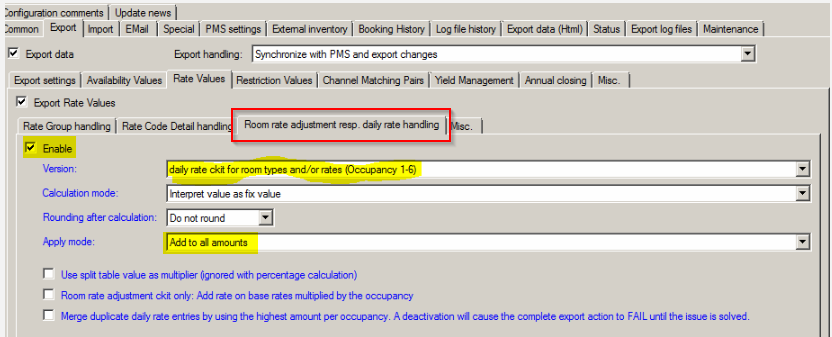 Configuration comments Update news
Common Export Import EMail Special PMS settings External inventory Booking History Log file history Export data (Html) Status Export log files Maintenance
Export data Export handling: Synchronize with PMS and export changes
Export settings Availability Values Rate Values Restriction Values Channel Matching Pairs Yield Management Annual closing Misc.
Export Rate Values
Rate Group handling Rate Code Detail handling Room rate adjustment resp. daily rate handling Misc.
Enable
Version: daily rate ckit for room types and/or rates (Occupancy 1-6)
Calculation mode: Interpret value as fix value
Rounding after calculation: Do not round
Apply mode: Add to all amounts
Use split table value as multiplier (ignored with percentage calculation)
Room rate adjustment ckit only: Add rate on base rates multiplied by the occupancy
Merge duplicate daily rate entries by using the highest amount per occupancy. A deactivation will cause the complete export action to FAIL until the issue is solved.